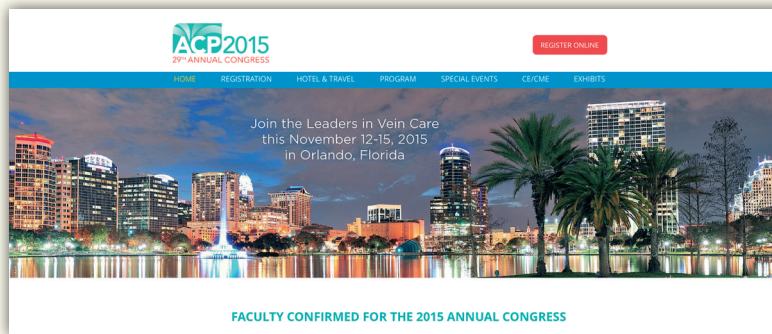 ACP2015
29TH ANNUAL CONGRESS
REGISTER ONLINE
HOME REGISTRATION HOTEL & TRAVEL PROGRAM SPECIAL EVENTS CE/CME EXHIBITS
Join the Leaders in Vein Care
this November 12-15, 2015
in Orlando, Florida
FACULTY CONFIRMED FOR THE 2015 ANNUAL CONGRESS